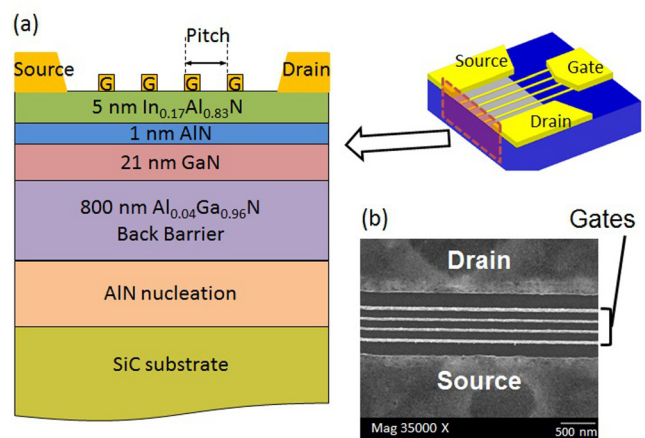 (a)
Pitch
Source
Drain
G G G G
5 nm In0.17Al0.83N
1 nm AlN
21 nm GaN
800 nm Al0.04Ga0.96N
Back Barrier
AlN nucleation
SiC substrate
Source
Gate
Drain
(b)
Gates
Drain
Source
Mag 35000 X
500 nm